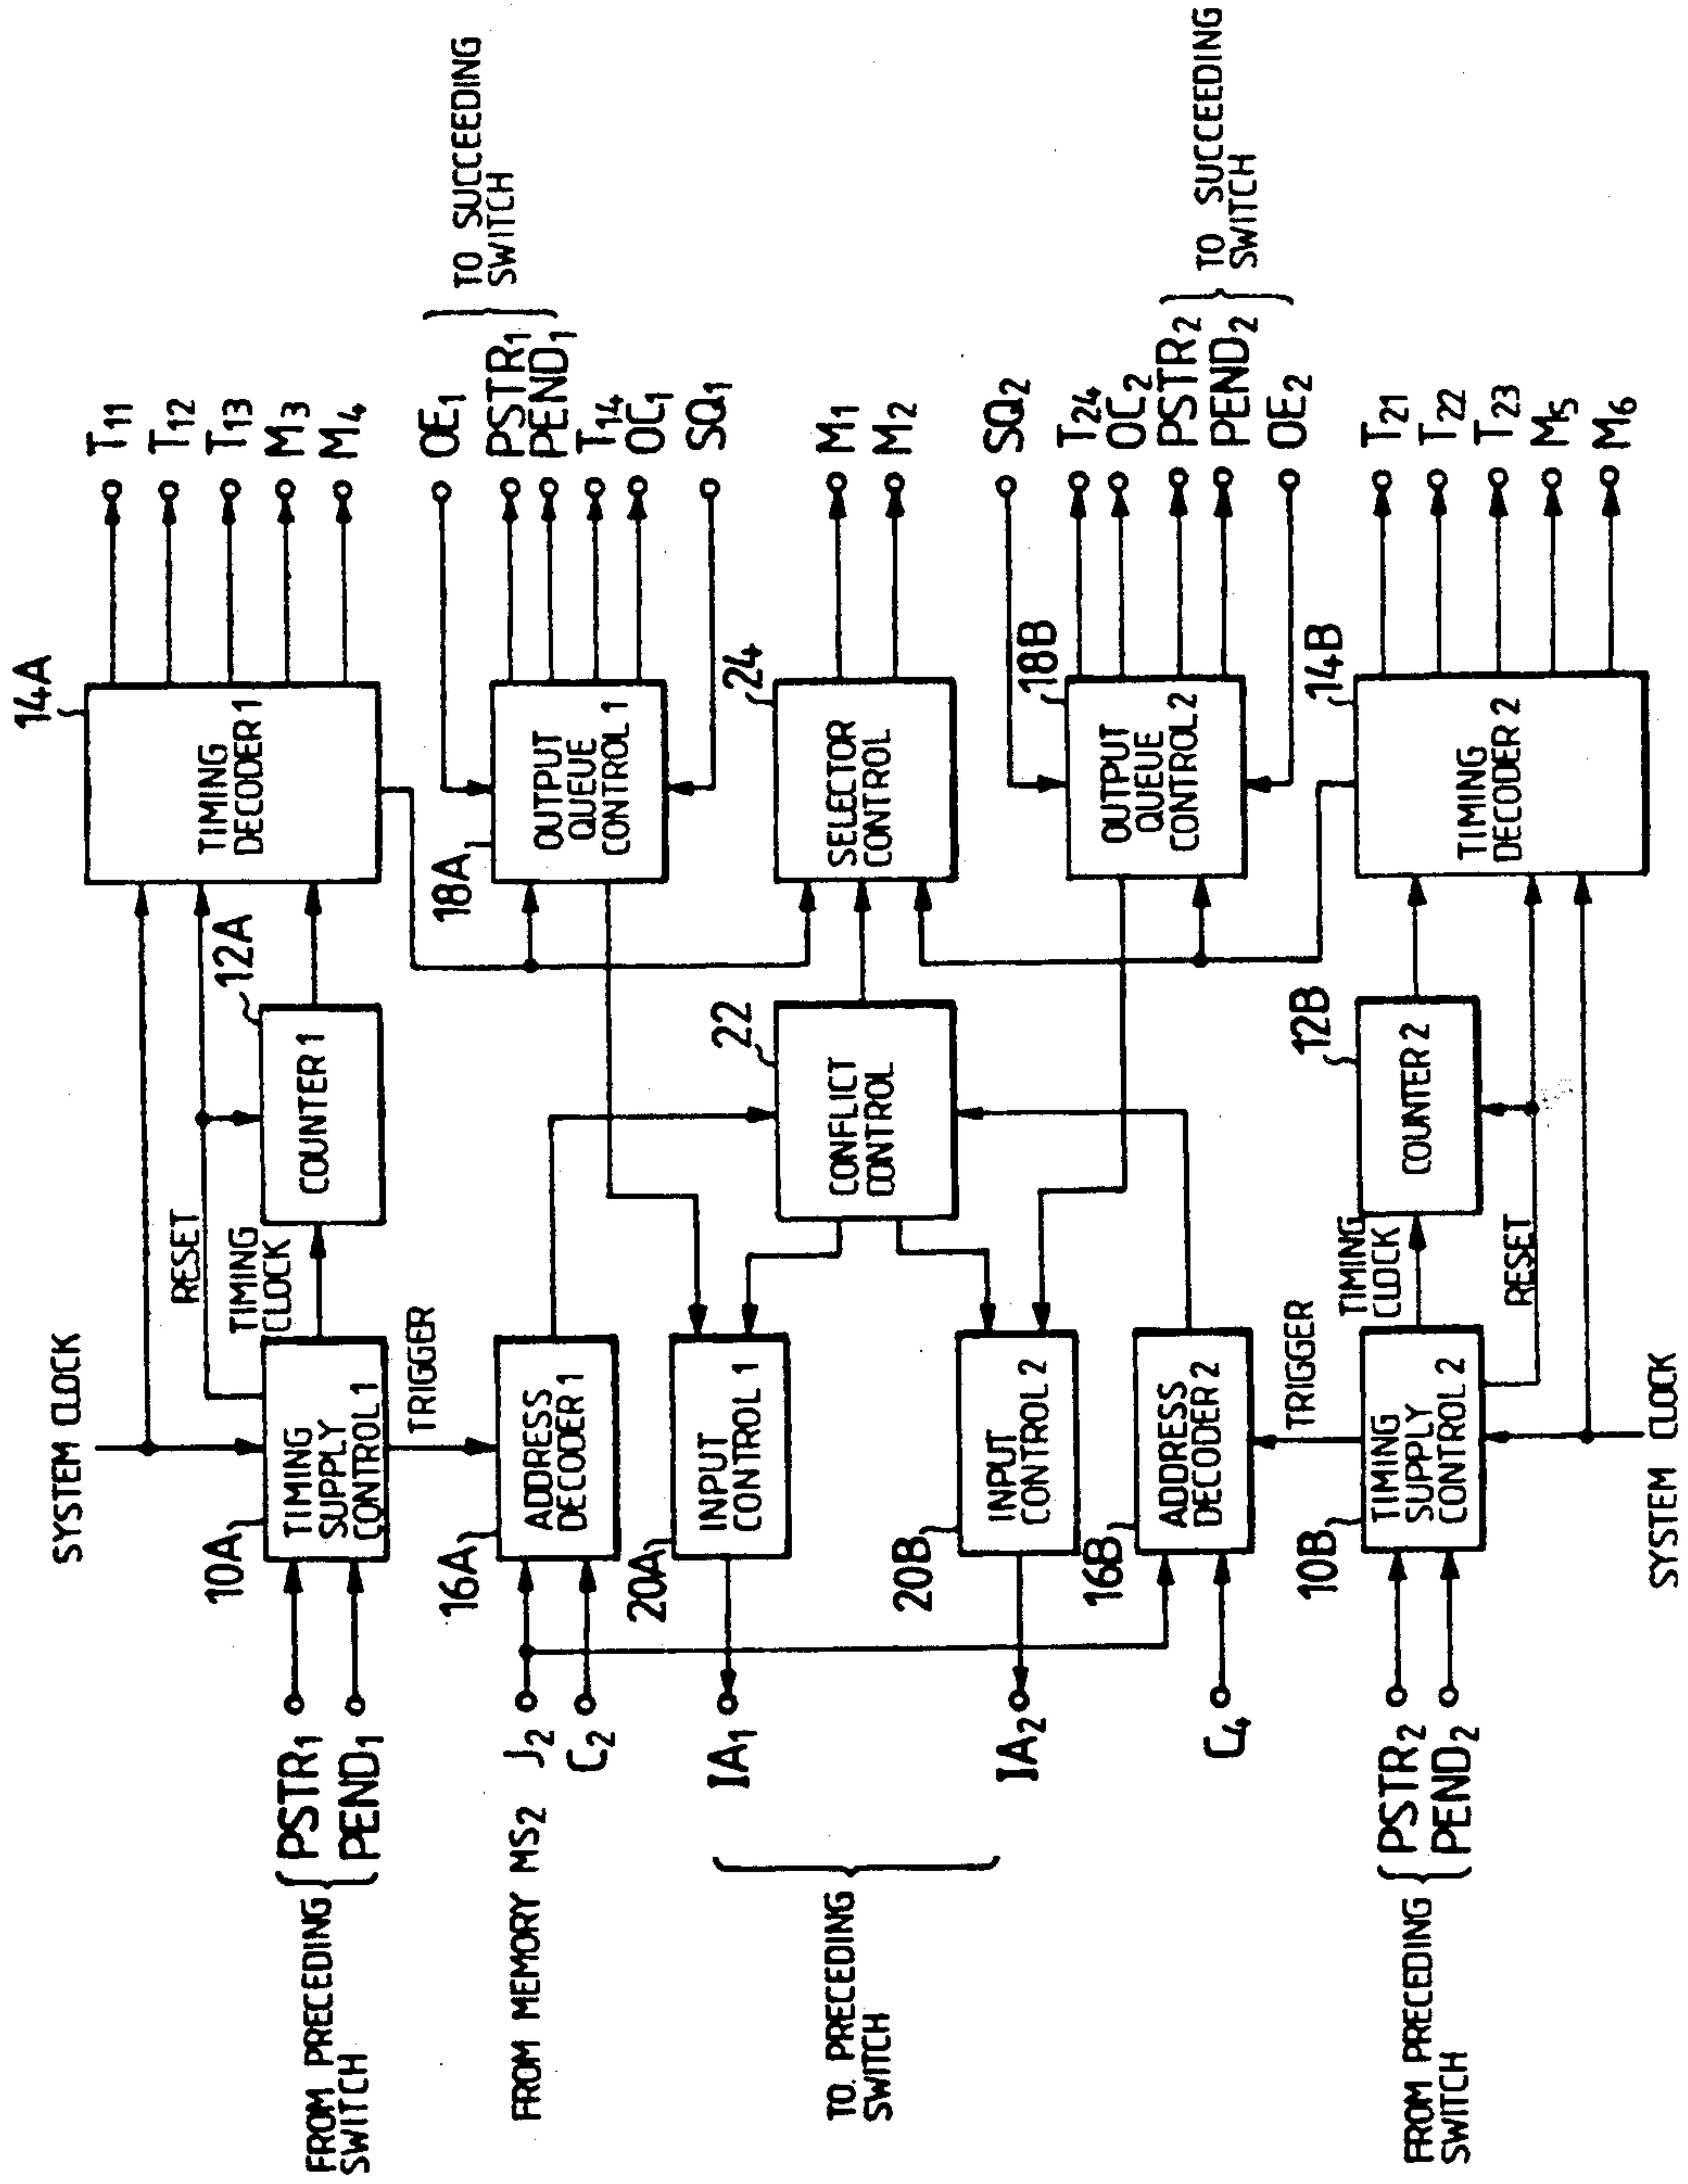 SYSTEM CLOCK
FROM PRECEDING
SWITCH
PSTR₁
PEND₁
10A
TIMING
SUPPLY
CONTROL 1
RESET
TIMING
CLOCK
12A
COUNTER 1
14A
TIMING
DECODER 1
T₁₁
T₁₂
T₁₃
M₃
M₄
TRIGGER
FROM MEMORY MS₂
J₂
C₂
16A
ADDRESS
DECODER 1
18A
OUTPUT
QUEUE
CONTROL 1
OE₁
PSTR₁
PEND₁
T₁₄
OC₁
SQ₁
TO SUCCEEDING
SWITCH
TO PRECEDING
SWITCH
IA₁
20A
INPUT
CONTROL 1
22
CONFLICT
CONTROL
24
SELECTOR
CONTROL
M₁
M₂
IA₂
20B
INPUT
CONTROL 2
C₄
16B
ADDRESS
DECODER 2
18B
OUTPUT
QUEUE
CONTROL 2
SQ₂
T₂₄
OC₂
PSTR₂
PEND₂
OE₂
TO SUCCEEDING
SWITCH
TRIGGER
FROM PRECEDING
SWITCH
PSTR₂
PEND₂
10B
TIMING
SUPPLY
CONTROL 2
TIMING
CLOCK
RESET
12B
COUNTER 2
14B
TIMING
DECODER 2
T₂₁
T₂₂
T₂₃
M₅
M₆
SYSTEM CLOCK